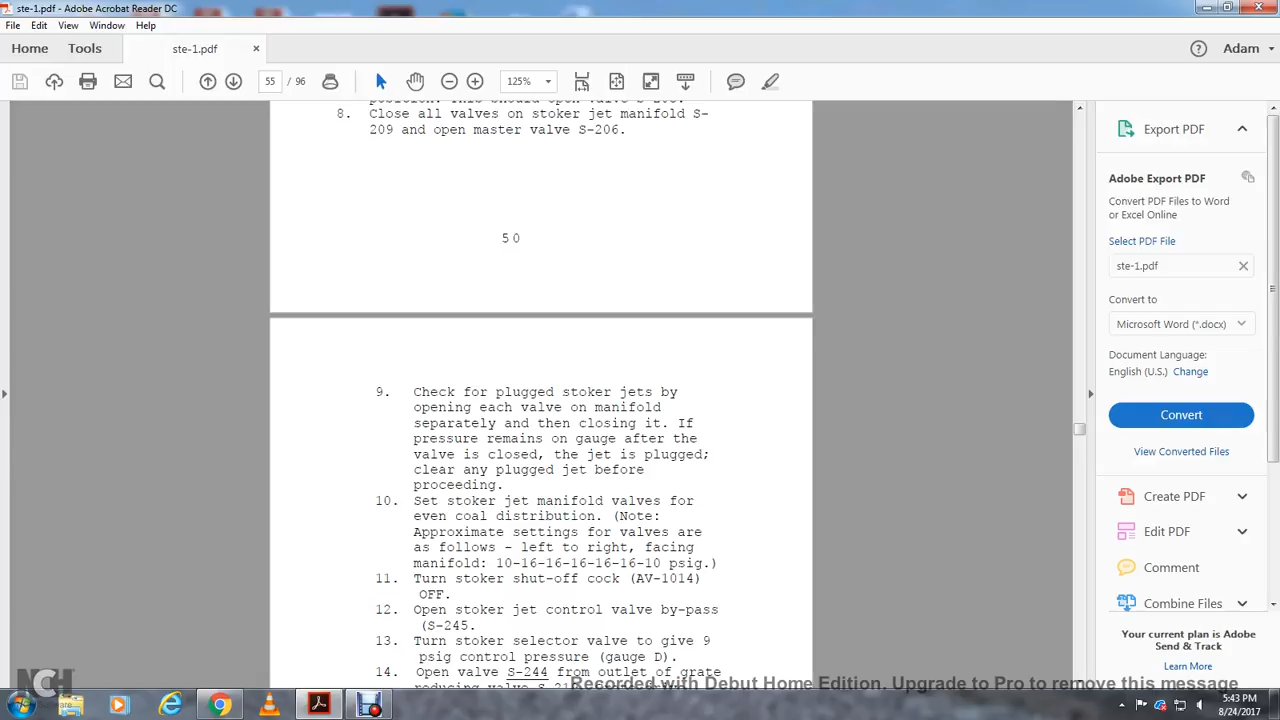 ste-1.pdf - Adobe Acrobat Reader DC
File Edit View Window Help
Home Tools ste-1.pdf × Adam
55 / 96 125%
8. Close all valves on stoker jet manifold S-
209 and open master valve S-206.
50
9. Check for plugged stoker jets by
opening each valve on manifold
separately and then closing it. If
pressure remains on gauge after the
valve is closed, the jet is plugged;
clear any plugged jet before
proceeding.
10. Set stoker jet manifold valves for
even coal distribution. (Note:
Approximate settings for valves are
as follows - left to right, facing
manifold: 10-16-16-16-16-16-10 psig.)
11. Turn stoker shut-off cock (AV-1014)
OFF.
12. Open stoker jet control valve by-pass
(S-245.
13. Turn stoker selector valve to give 9
psig control pressure (gauge D).
14. Open valve S-244 from outlet of grate
reducing valve
Export PDF
Adobe Export PDF
Convert PDF Files to Word
or Excel Online
Select PDF File
ste-1.pdf
Convert to
Microsoft Word (*.docx)
Document Language:
English (U.S.) Change
Convert
View Converted Files
Create PDF
Edit PDF
Comment
Combine Files
Your current plan is Adobe
Send & Track
Learn More
Recorded with Debut Home Edition. Upgrade to Pro to remove this message
NCH
Software
5:43 PM
8/24/2017